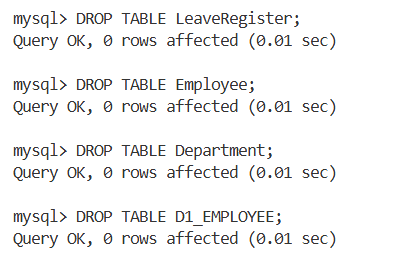 mysql> DROP TABLE LeaveRegister;
Query OK, 0 rows affected (0.01 sec)
mysql> DROP TABLE Employee;
Query OK, 0 rows affected (0.01 sec)
mysql> DROP TABLE Department;
Query OK, 0 rows affected (0.01 sec)
mysql> DROP TABLE D1_EMPLOYEE;
Query OK, 0 rows affected (0.01 sec)